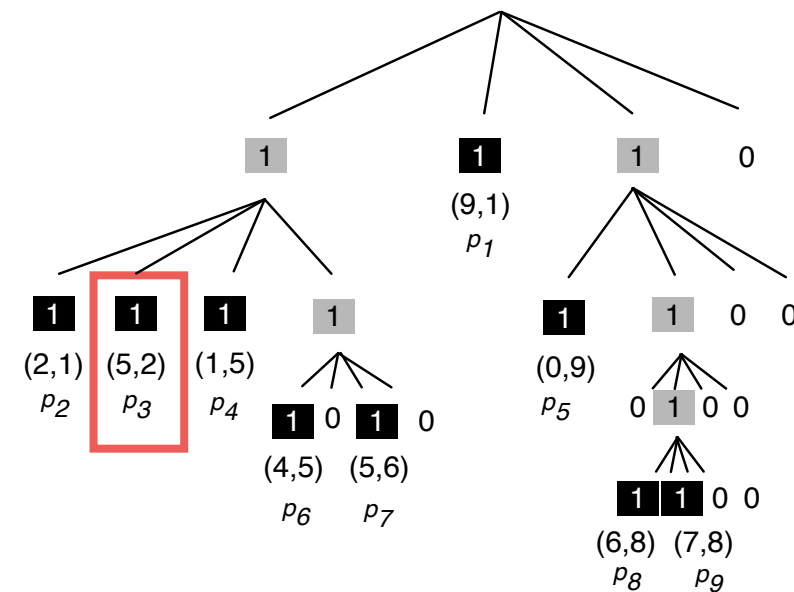 1 1 1 0
(9,1)
p1
1 1 1 1 1 1 0 0
(2,1) (5,2) (1,5) (0,9)
p2 p3 p4 p5
1 0 1 0 0 1 0 0
(4,5) (5,6)
p6 p7
1 1 0 0
(6,8) (7,8)
p8 p9